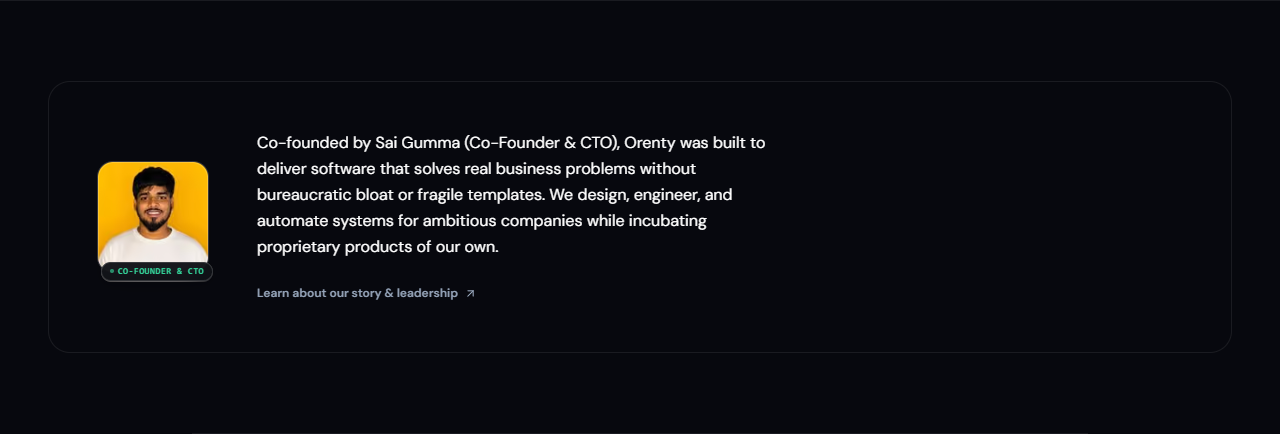 Co-founded by Sai Gumma (Co-Founder & CTO), Orenty was built to
deliver software that solves real business problems without
bureaucratic bloat or fragile templates. We design, engineer, and
automate systems for ambitious companies while incubating
proprietary products of our own.
CO-FOUNDER & CTO
Learn about our story & leadership